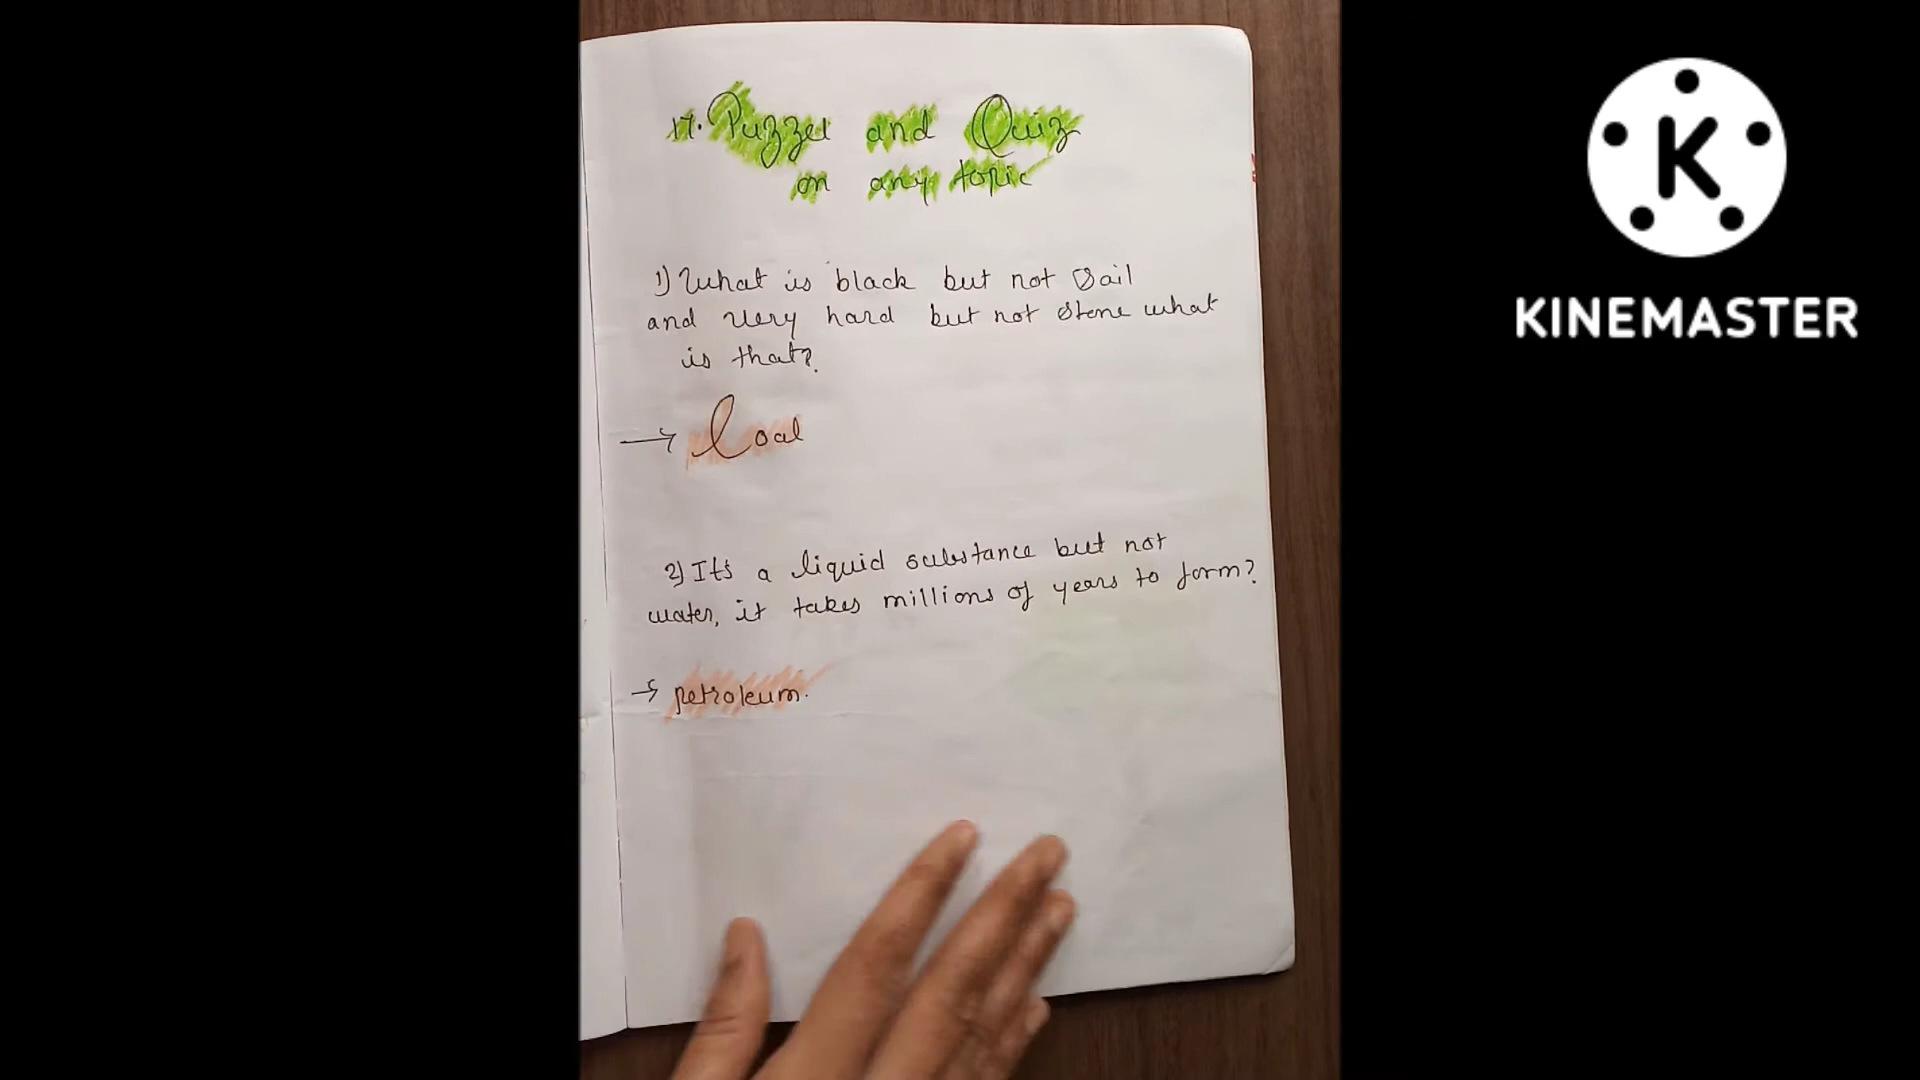 17. Puzzel and Quiz
on any topic
1) What is black but not Sail
and very hard but not stone what
is that?
→ Coal
2) It's a liquid substance but not
water, it takes millions of years to form?
→ petroleum.
K
KINEMASTER